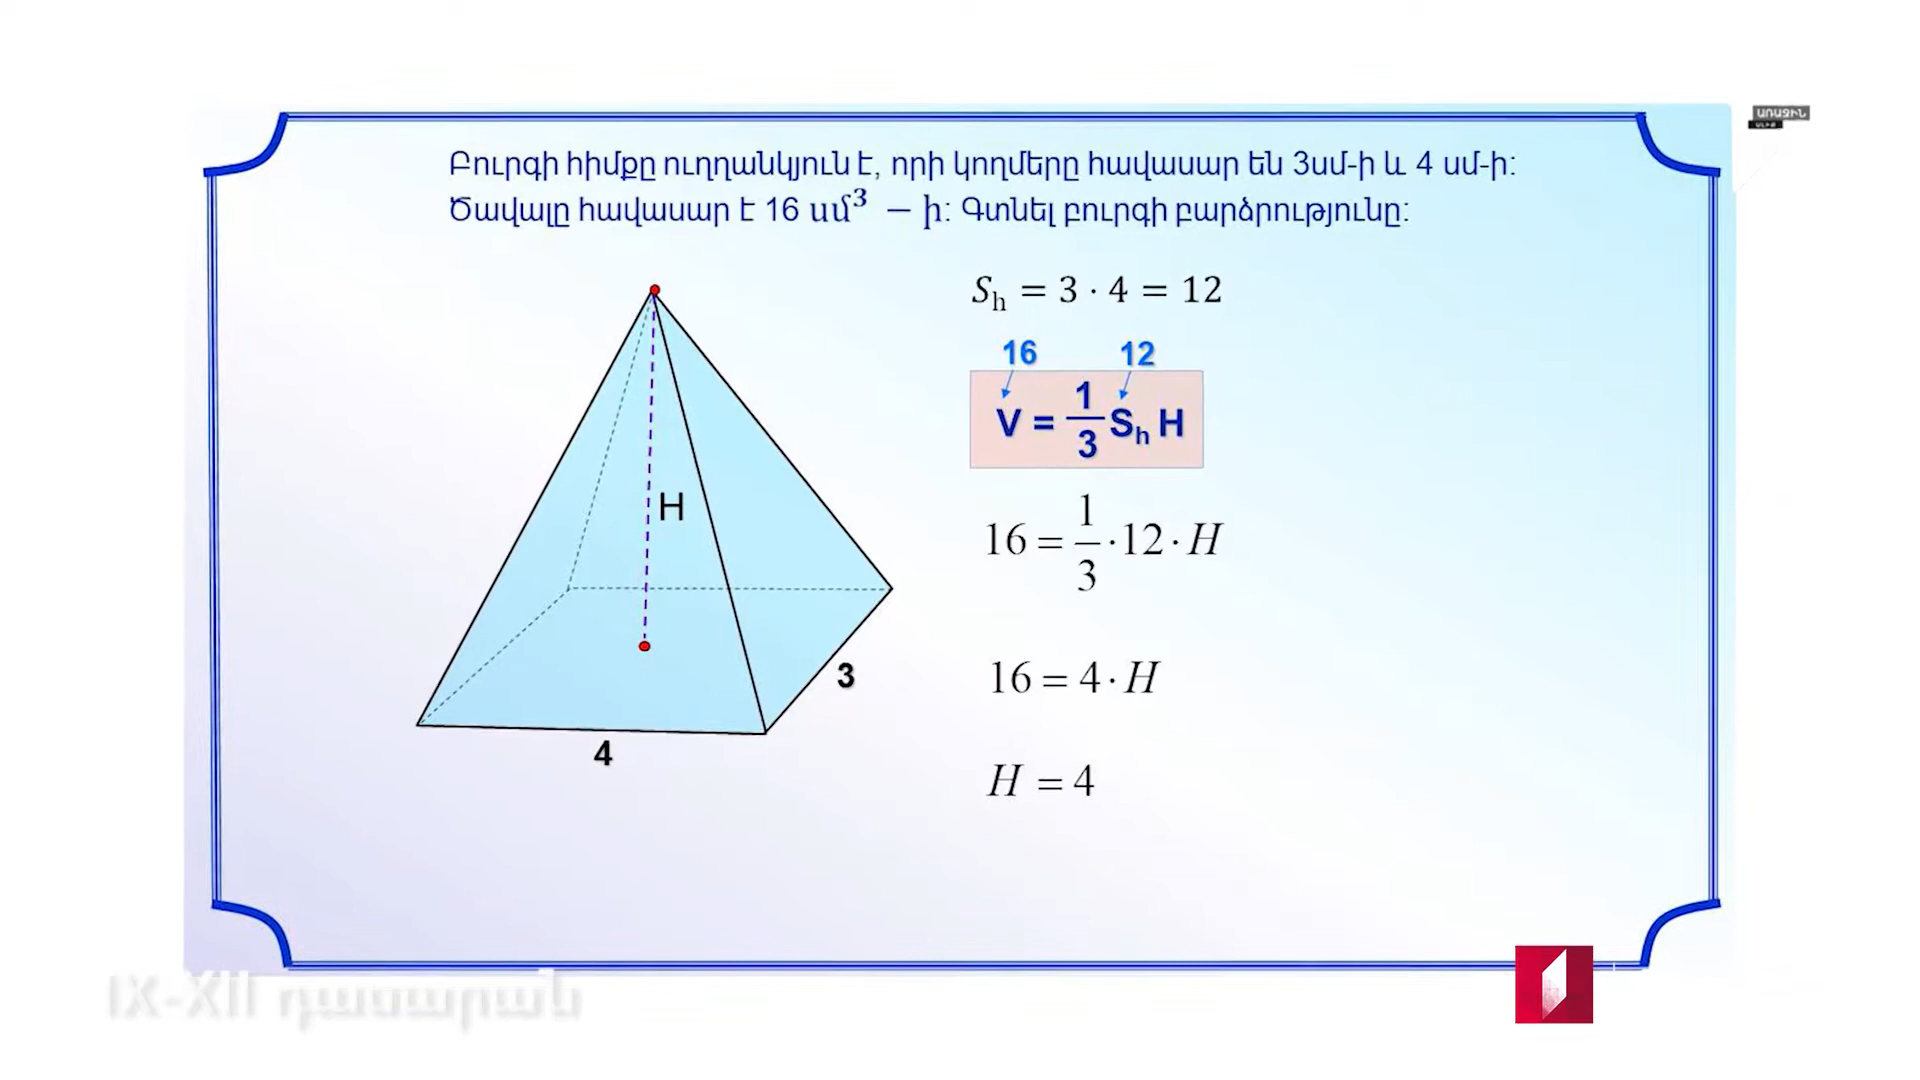 ԱՌԱՋԻՆ
Բուրգի հիմքը ուղղանկյուն է, որի կողմերը հավասար են 3սմ-ի և 4 սմ-ի:
Ծավալը հավասար է 16 սմ³ − ի: Գտնել բուրգի բարձրությունը:
Sₕ = 3 · 4 = 12
16 12
V = 1/3 Sₕ H
H
16 = 1/3 · 12 · H
3
16 = 4 · H
4
H = 4
IX-XII դասարան